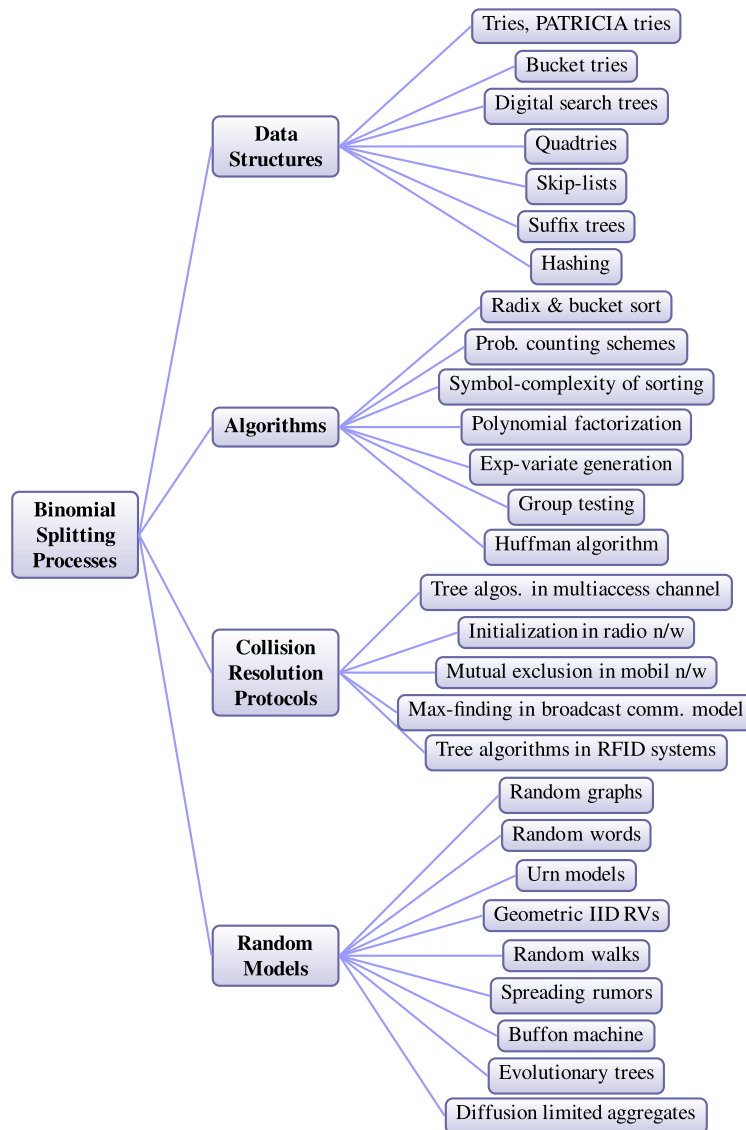 Binomial
Splitting
Processes
Data
Structures
Tries, PATRICIA tries
Bucket tries
Digital search trees
Quadtries
Skip-lists
Suffix trees
Hashing
Algorithms
Radix & bucket sort
Prob. counting schemes
Symbol-complexity of sorting
Polynomial factorization
Exp-variate generation
Group testing
Huffman algorithm
Collision
Resolution
Protocols
Tree algos. in multiaccess channel
Initialization in radio n/w
Mutual exclusion in mobil n/w
Max-finding in broadcast comm. model
Tree algorithms in RFID systems
Random
Models
Random graphs
Random words
Urn models
Geometric IID RVs
Random walks
Spreading rumors
Buffon machine
Evolutionary trees
Diffusion limited aggregates